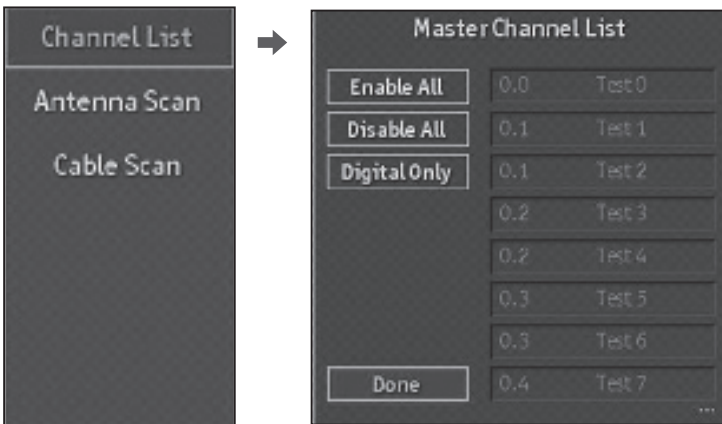 Channel List
Antenna Scan
Cable Scan
Master Channel List
Enable All
Disable All
Digital Only
Done
0.0 Test 0
0.1 Test 1
0.1 Test 2
0.2 Test 3
0.2 Test 4
0.3 Test 5
0.3 Test 6
0.4 Test 7
...